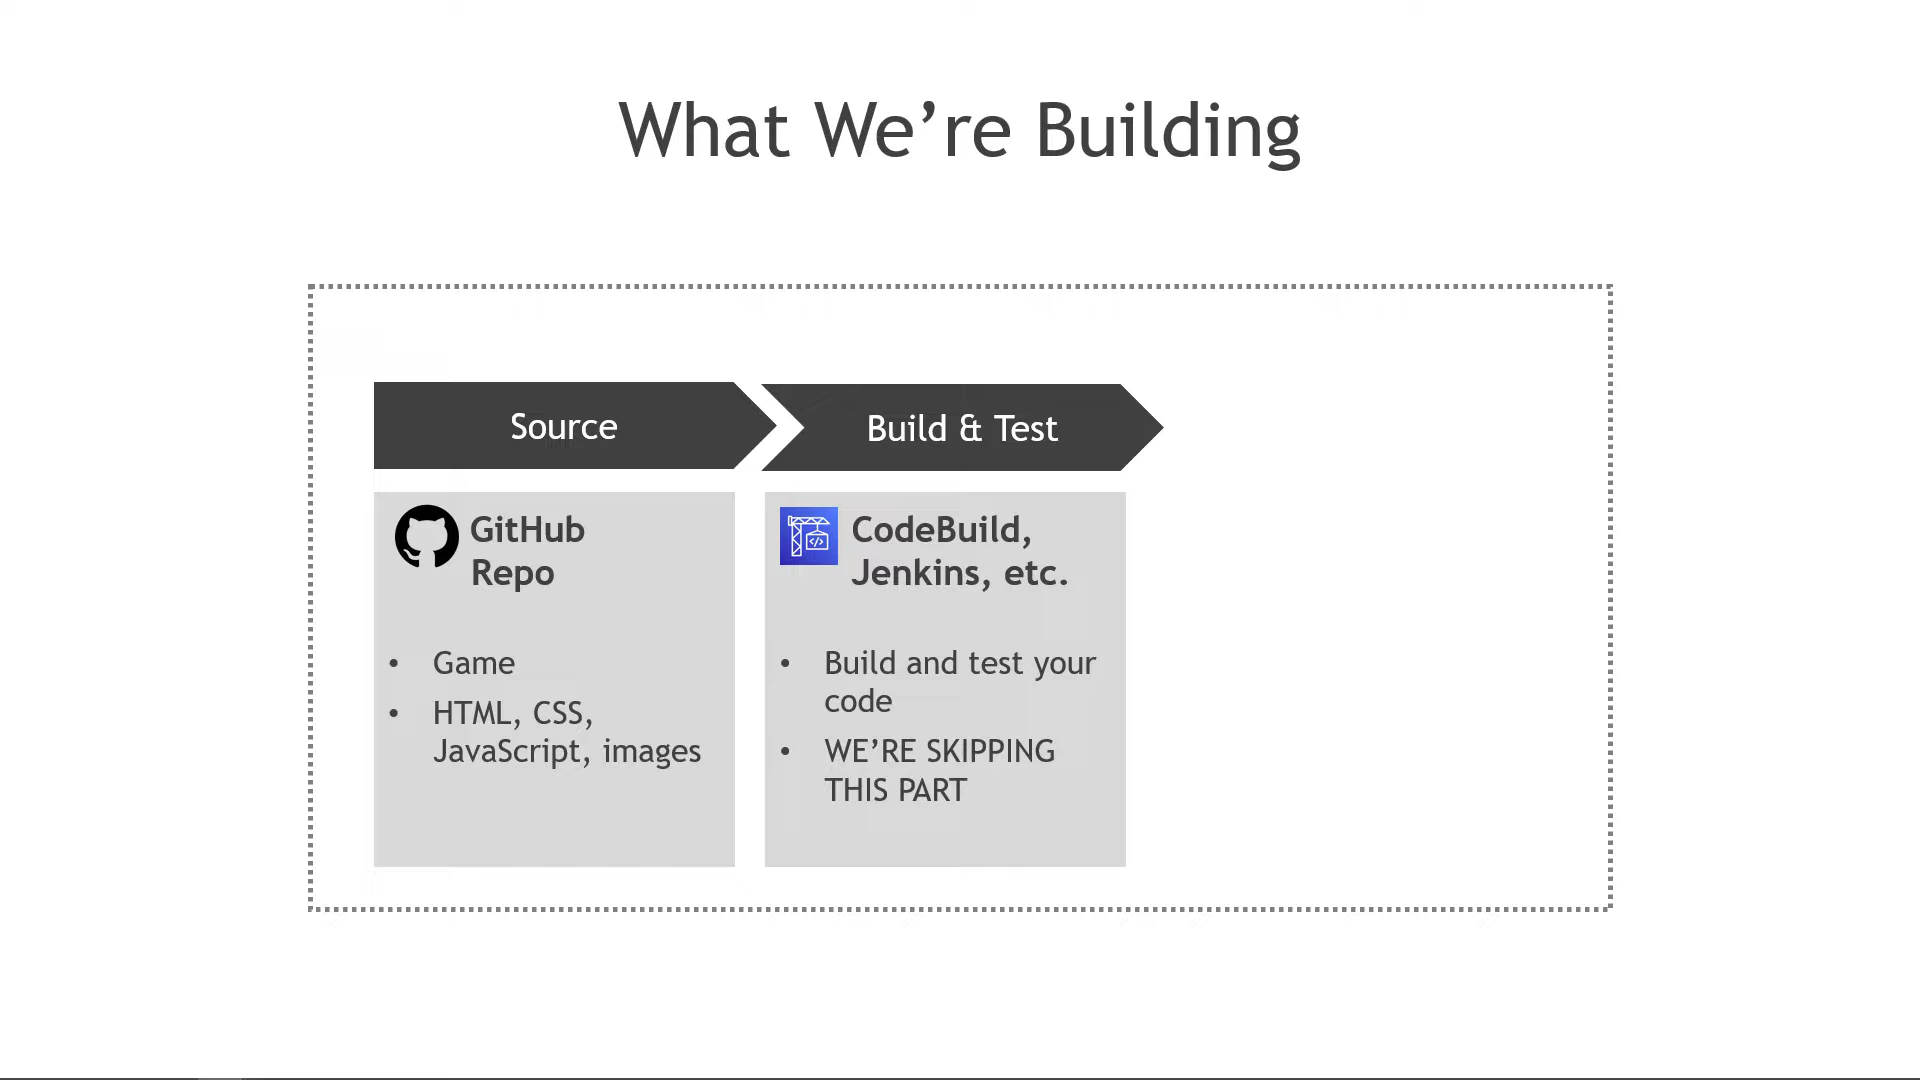 What We’re Building
Source
Build & Test
GitHub
Repo
• Game
• HTML, CSS,
JavaScript, images
CodeBuild,
Jenkins, etc.
• Build and test your
code
• WE’RE SKIPPING
THIS PART